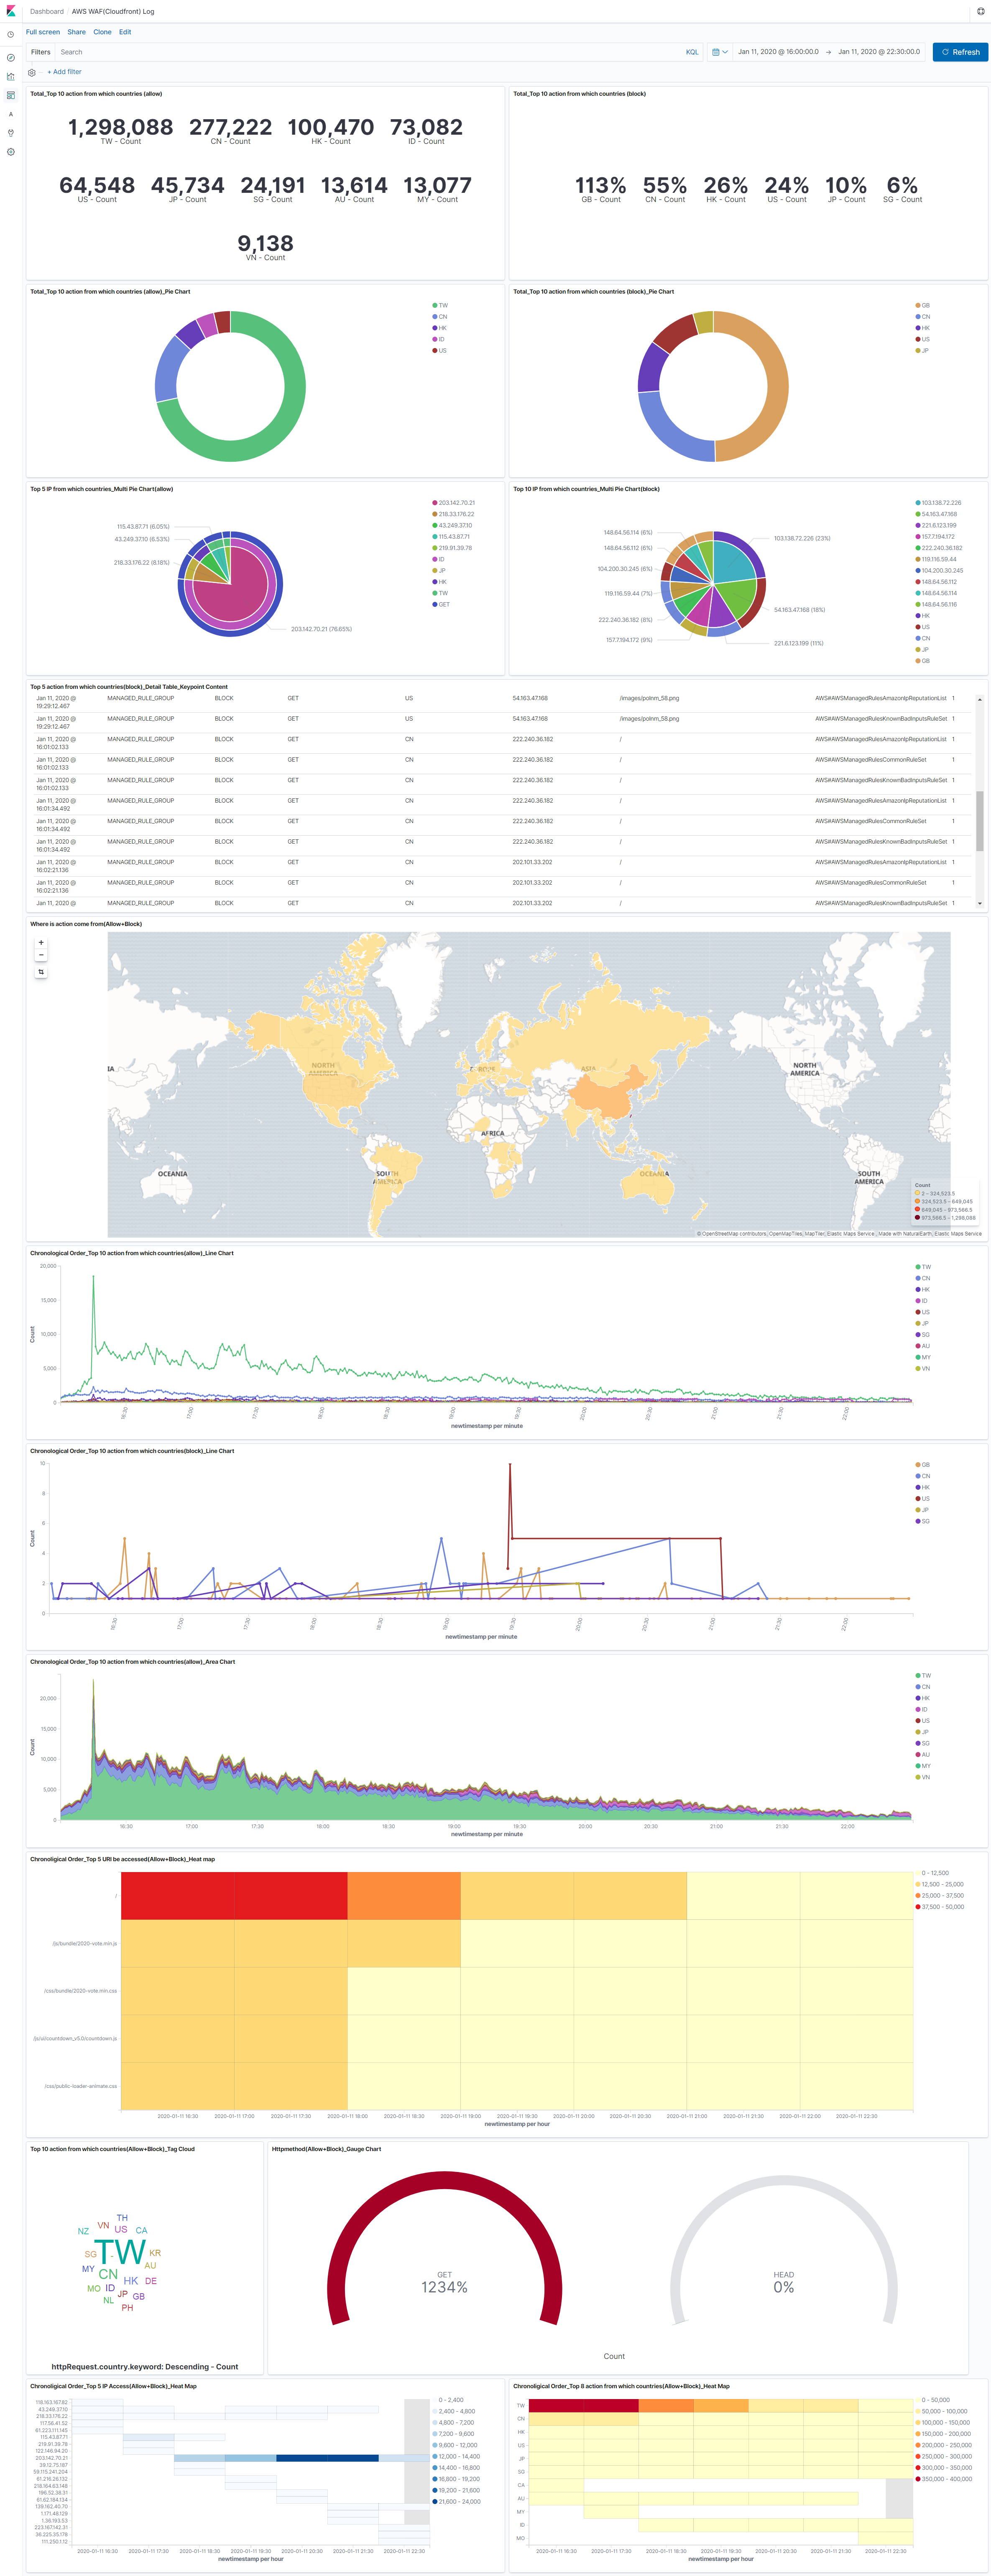 Dashboard AWS WAF(Cloudfront) Log
Full screen Share Clone Edit
Filters Search KQL Jan 11, 2020 @ 16:00:00.0 → Jan 11, 2020 @ 22:30:00.0 Refresh
+ Add filter
Total_Top 10 action from which countries (allow)
1,298,088 277,222 100,470 73,082
TW - Count CN - Count HK - Count ID - Count
64,548 45,734 24,191 13,614 13,077
US - Count JP - Count SG - Count AU - Count MY - Count
9,138
VN - Count
Total_Top 10 action from which countries (block)
113% 55% 26% 24% 10% 6%
GB - Count CN - Count HK - Count US - Count JP - Count SG - Count
Total_Top 10 action from which countries (allow)_Pie Chart
TW
CN
HK
ID
US
Total_Top 10 action from which countries (block)_Pie Chart
GB
CN
HK
US
JP
Top 5 IP from which countries_Multi Pie Chart(allow)
115.43.87.71 (6.05%)
43.249.37.10 (6.53%)
218.33.176.22 (8.18%)
203.142.70.21 (76.65%)
203.142.70.21
218.33.176.22
43.249.37.10
115.43.87.71
219.91.39.78
ID
JP
HK
TW
GET
Top 10 IP from which countries_Multi Pie Chart(block)
148.64.56.114 (6%)
148.64.56.112 (6%)
104.200.30.245 (6%)
119.116.59.44 (7%)
222.240.36.182 (8%)
157.7.194.172 (9%)
103.138.72.226 (23%)
54.163.47.168 (18%)
221.6.123.199 (11%)
103.138.72.226
54.163.47.168
221.6.123.199
157.7.194.172
222.240.36.182
119.116.59.44
104.200.30.245
148.64.56.112
148.64.56.114
148.64.56.116
HK
US
CN
JP
GB
Top 5 action from which countries(block)_Detail Table_Keypoint Content
Jan 11, 2020 @ 19:29:12.467 MANAGED_RULE_GROUP BLOCK GET US 54.163.47.168 /images/polnm_58.png AWS#AWSManagedRulesAmazonIpReputationList 1
Jan 11, 2020 @ 19:29:12.467 MANAGED_RULE_GROUP BLOCK GET US 54.163.47.168 /images/polnm_58.png AWS#AWSManagedRulesKnownBadInputsRuleSet 1
Jan 11, 2020 @ 16:01:02.133 MANAGED_RULE_GROUP BLOCK GET CN 222.240.36.182 / AWS#AWSManagedRulesAmazonIpReputationList 1
Jan 11, 2020 @ 16:01:02.133 MANAGED_RULE_GROUP BLOCK GET CN 222.240.36.182 / AWS#AWSManagedRulesCommonRuleSet 1
Jan 11, 2020 @ 16:01:02.133 MANAGED_RULE_GROUP BLOCK GET CN 222.240.36.182 / AWS#AWSManagedRulesKnownBadInputsRuleSet 1
Jan 11, 2020 @ 16:01:34.492 MANAGED_RULE_GROUP BLOCK GET CN 222.240.36.182 / AWS#AWSManagedRulesAmazonIpReputationList 1
Jan 11, 2020 @ 16:01:34.492 MANAGED_RULE_GROUP BLOCK GET CN 222.240.36.182 / AWS#AWSManagedRulesCommonRuleSet 1
Jan 11, 2020 @ 16:01:34.492 MANAGED_RULE_GROUP BLOCK GET CN 222.240.36.182 / AWS#AWSManagedRulesKnownBadInputsRuleSet 1
Jan 11, 2020 @ 16:02:21.136 MANAGED_RULE_GROUP BLOCK GET CN 202.101.33.202 / AWS#AWSManagedRulesAmazonIpReputationList 1
Jan 11, 2020 @ 16:02:21.136 MANAGED_RULE_GROUP BLOCK GET CN 202.101.33.202 / AWS#AWSManagedRulesCommonRuleSet 1
Jan 11, 2020 @ MANAGED_RULE_GROUP BLOCK GET CN 202.101.33.202 / AWS#AWSManagedRulesKnownBadInputsRuleSet 1
Where is action come from(Allow+Block)
NORTH AMERICA
EUROPE
ASIA
NORTH AMERICA
AFRICA
OCEANIA
SOUTH AMERICA
OCEANIA
SOUTH AMERICA
Count
2 - 324,523.5
324,523.5 - 649,045
649,045 - 973,566.5
973,566.5 - 1,298,088
© OpenStreetMap contributors, OpenMapTiles, MapTiler, Elastic Maps Service, Made with NaturalEarth, Elastic Maps Service
Chronological Order_Top 10 action from which countries(allow)_Line Chart
20,000
15,000
10,000
5,000
0
Count
16:30 17:00 17:30 18:00 18:30 19:00 19:30 20:00 20:30 21:00 21:30 22:00
newtimestamp per minute
TW
CN
HK
ID
US
JP
SG
AU
MY
VN
Chronological Order_Top 10 action from which countries(block)_Line Chart
10
8
6
4
2
0
Count
16:30 17:00 17:30 18:00 18:30 19:00 19:30 20:00 20:30 21:00 21:30 22:00
newtimestamp per minute
GB
CN
HK
US
JP
SG
Chronological Order_Top 10 action from which countries(allow)_Area Chart
20,000
15,000
10,000
5,000
0
Count
16:30 17:00 17:30 18:00 18:30 19:00 19:30 20:00 20:30 21:00 21:30 22:00
newtimestamp per minute
TW
CN
HK
ID
US
JP
SG
AU
MY
VN
Chronoligical Order_Top 5 URI be accessed(Allow+Block)_Heat map
/
/js/bundle/2020-vote.min.js
/css/bundle/2020-vote.min.css
/js/ui/countdown_v5.0/countdown.js
/css/public-loader-animate.css
2020-01-11 16:30 2020-01-11 17:00 2020-01-11 18:00 2020-01-11 19:00 2020-01-11 19:30 2020-01-11 20:00 2020-01-11 21:00 2020-01-11 22:00 2020-01-11 22:30
newtimestamp per hour
0 - 12,500
12,500 - 25,000
25,000 - 37,500
37,500 - 50,000
Top 10 action from which countries(Allow+Block)_Tag Cloud
TH
NZ VN US CA
SG TW KR
MY CN AU
HK DE
MO ID JP GB
NL
PH
httpRequest.country.keyword: Descending - Count
Httpmethod(Allow+Block)_Gauge Chart
GET
1234%
HEAD
0%
Count
Chronoligical Order_Top 5 IP Access(Allow+Block)_Heat Map
118.163.167.82
43.249.37.10
218.33.176.22
117.56.41.52
61.223.111.145
115.43.87.71
219.91.39.78
122.146.94.20
203.142.70.21
39.12.75.187
59.115.241.204
61.216.26.132
218.164.63.148
196.52.38.31
61.62.184.134
139.162.40.70
1.171.48.129
1.36.193.53
223.167.142.31
36.225.35.178
111.250.1.12
2020-01-11 16:30 2020-01-11 17:30 2020-01-11 18:30 2020-01-11 19:30 2020-01-11 20:30 2020-01-11 21:30 2020-01-11 22:30
newtimestamp per hour
0 - 2,400
2,400 - 4,800
4,800 - 7,200
7,200 - 9,600
9,600 - 12,000
12,000 - 14,400
14,400 - 16,800
16,800 - 19,200
19,200 - 21,600
21,600 - 24,000
Chronoligical Order_Top 8 action from which countries(Allow+Block)_Heat Map
TW
CN
HK
US
JP
SG
CA
AU
MY
ID
MO
2020-01-11 16:30 2020-01-11 17:30 2020-01-11 18:30 2020-01-11 19:30 2020-01-11 20:30 2020-01-11 21:30 2020-01-11 22:30
newtimestamp per hour
0 - 50,000
50,000 - 100,000
100,000 - 150,000
150,000 - 200,000
200,000 - 250,000
250,000 - 300,000
300,000 - 350,000
350,000 - 400,000